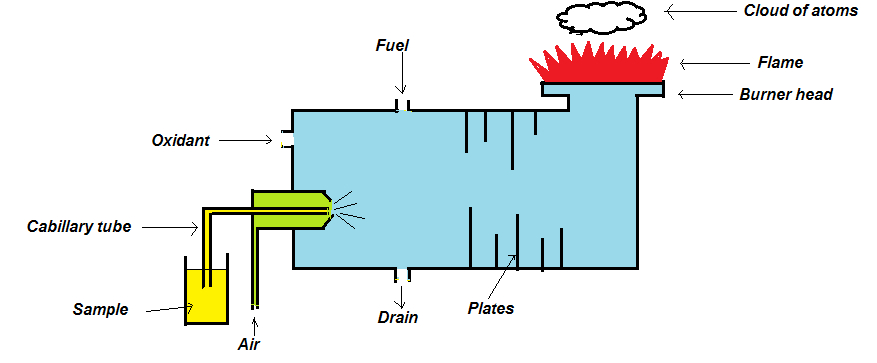 Cloud of atoms
Fuel
Flame
Burner head
Oxidant
Cabillary tube
Sample
Drain
Plates
Air